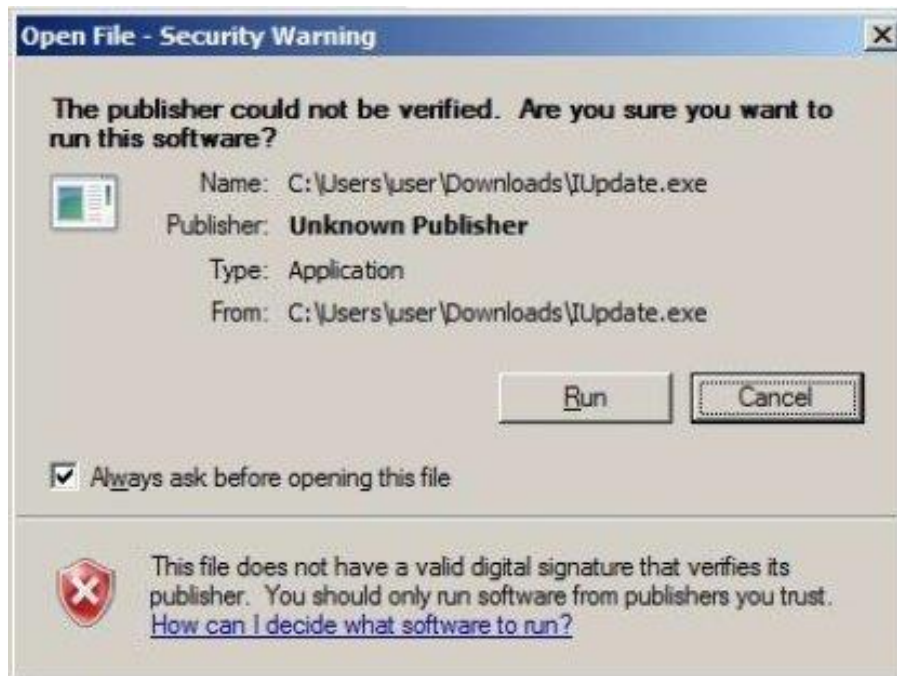 Open File - Security Warning
The publisher could not be verified. Are you sure you want to
run this software?
Name: C:\Users\user\Downloads\IUpdate.exe
Publisher: Unknown Publisher
Type: Application
From: C:\Users\user\Downloads\IUpdate.exe
Run Cancel
Always ask before opening this file
This file does not have a valid digital signature that verifies its
publisher. You should only run software from publishers you trust.
How can I decide what software to run?